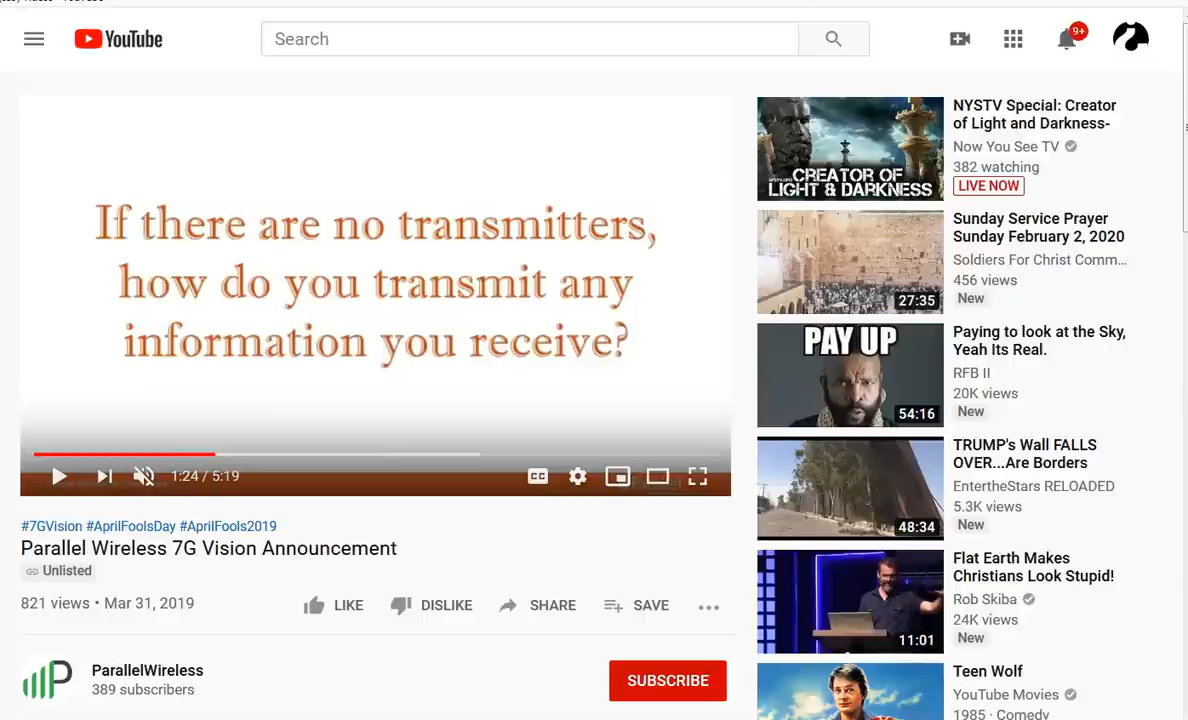 YouTube
Search
9+
If there are no transmitters,
how do you transmit any
information you receive?
1:24 / 5:19
CC
#7GVision #AprilFoolsDay #AprilFools2019
Parallel Wireless 7G Vision Announcement
Unlisted
821 views • Mar 31, 2019
LIKE
DISLIKE
SHARE
SAVE
ParallelWireless
389 subscribers
SUBSCRIBE
CREATOR OF
LIGHT & DARKNESS
NYSTV Special: Creator
of Light and Darkness-
Now You See TV
382 watching
LIVE NOW
27:35
Sunday Service Prayer
Sunday February 2, 2020
Soldiers For Christ Comm...
456 views
New
PAY UP
54:16
Paying to look at the Sky,
Yeah Its Real.
RFB II
20K views
New
48:34
TRUMP's Wall FALLS
OVER...Are Borders
EntertheStars RELOADED
5.3K views
New
11:01
Flat Earth Makes
Christians Look Stupid!
Rob Skiba
24K views
New
Teen Wolf
YouTube Movies
1985 · Comedy